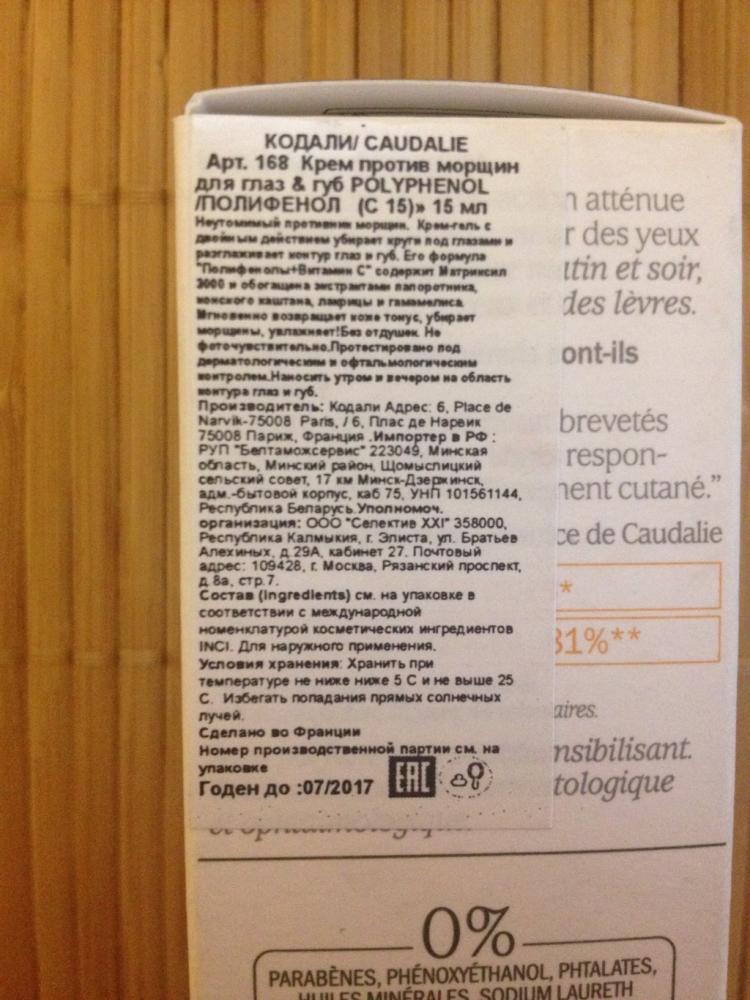 КОДАЛИ/ CAUDALIE
Арт. 168 Крем против морщин
для глаз & губ POLYPHENOL
/ПОЛИФЕНОЛ (С 15)» 15 мл
Неутомимый противник морщин. Крем-гель с
двойным действием убирает круги под глазами и
разглаживает контур глаз и губ. Его формула
"Полифенолы+Витамин С" содержит Матриксил
3000 и обогащена экстрактами папоротника,
конского каштана, лакрицы и гамамелиса.
Мгновенно возвращает коже тонус, убирает
морщины, увлажняет!Без отдушек. Не
фоточувствительно.Протестировано под
дерматологическим и офтальмологическим
контролем.Наносить утром и вечером на область
контура глаз и губ.
Производитель: Кодали Адрес: 6, Place de
Narvik-75008 Paris, / 6, Плас де Нарвик
75008 Париж, Франция .Импортер в РФ :
РУП "Белтаможсервис" 223049, Минская
область, Минский район, Щомыслицкий
сельский совет, 17 км Минск-Дзержинск,
адм.-бытовой корпус, каб 75, УНП 101561144,
Республика Беларусь.Уполномоч.
организация: ООО "Селектив XXI" 358000,
Республика Калмыкия, г. Элиста, ул. Братьев
Алехиных, д.29А, кабинет 27. Почтовый
адрес: 109428, г. Москва, Рязанский проспект,
д.8а, стр.7.
Состав (ingredients) см. на упаковке в
соответствии с международной
номенклатурой косметических ингредиентов
INCI. Для наружного применения.
Условия хранения: Хранить при
температуре не ниже ниже 5 С и не выше 25
С. Избегать попадания прямых солнечных
лучей.
Сделано во Франции
Номер производственной партии см. на
упаковке
Годен до :07/2017 EAC
n atténue
r des yeux
atin et soir,
des lèvres.
ont-ils
brevetés
respon-
ment cutané.”
ce de Caudalie
*
81%**
aires.
nsibilisant.
tologique
et ophtalmologique.
0%
PARABÈNES, PHÉNOXYÉTHANOL, PHTALATES,
HUILES MINÉRALES, SODIUM LAURETH